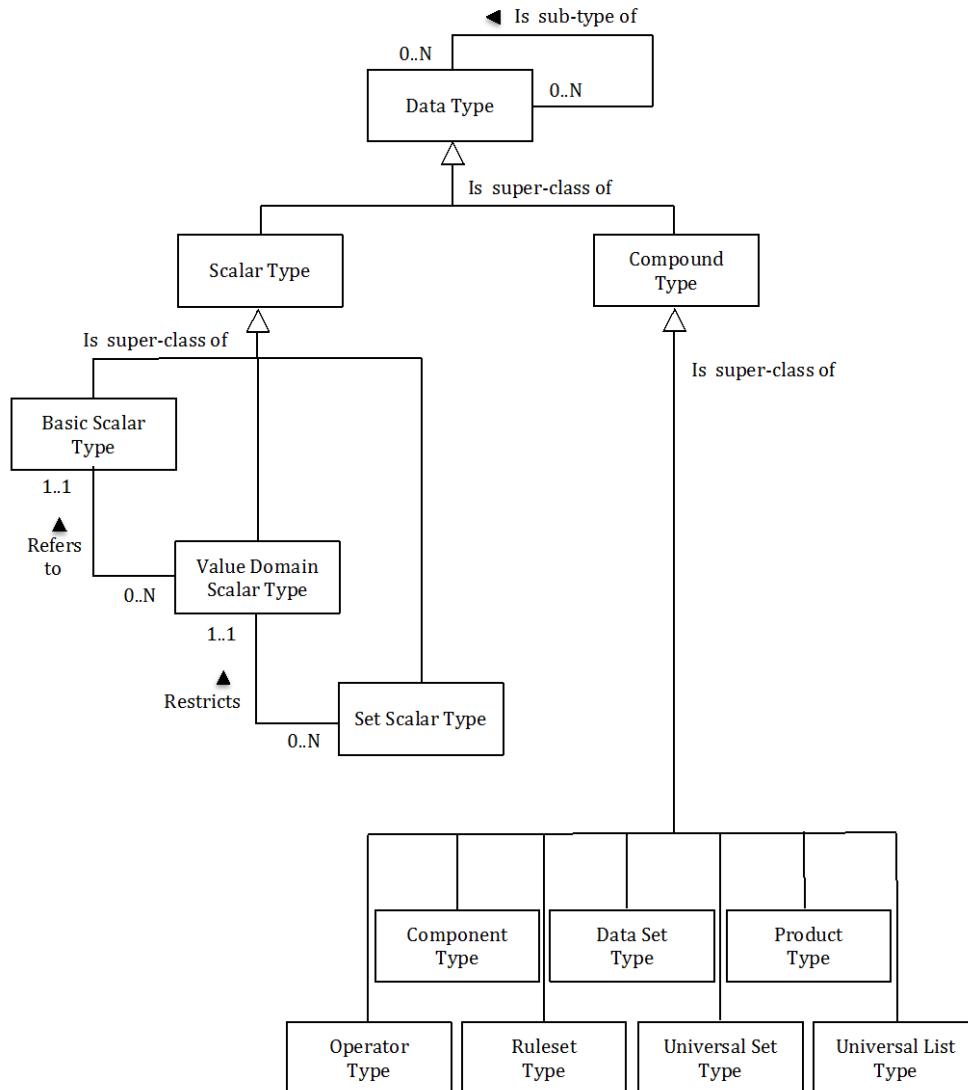 Is sub-type of
0..N
0..N
Data Type
Is super-class of
Scalar Type
Compound
Type
Is super-class of
Is super-class of
Basic Scalar
Type
1..1
Refers
to
0..N
Value Domain
Scalar Type
1..1
Restricts
0..N
Set Scalar Type
Component
Type
Data Set
Type
Product
Type
Operator
Type
Ruleset
Type
Universal Set
Type
Universal List
Type